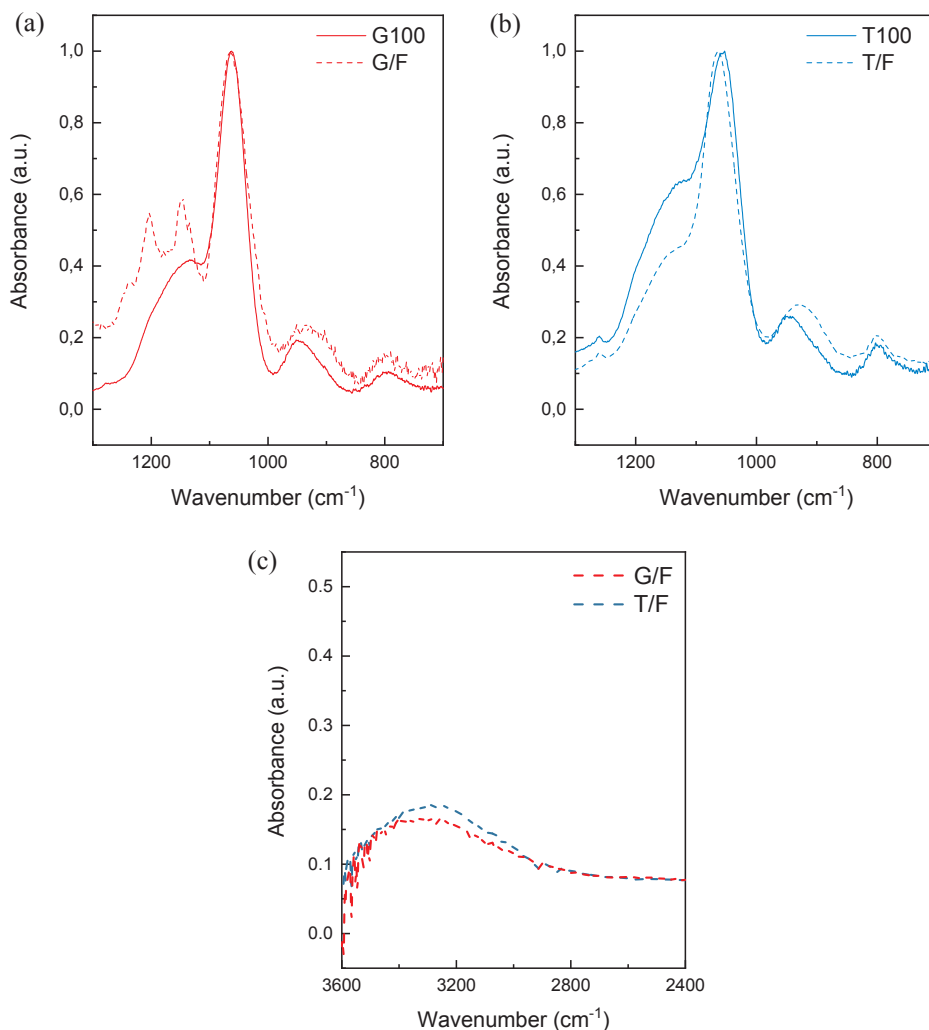 (a)
G100
G/F
1,0
0,8
0,6
0,4
0,2
0,0
Absorbance (a.u.)
1200
1000
800
Wavenumber (cm⁻¹)
(b)
T100
T/F
1,0
0,8
0,6
0,4
0,2
0,0
Absorbance (a.u.)
1200
1000
800
Wavenumber (cm⁻¹)
(c)
G/F
T/F
0.5
0.4
0.3
0.2
0.1
0.0
Absorbance (a.u.)
3600
3200
2800
2400
Wavenumber (cm⁻¹)